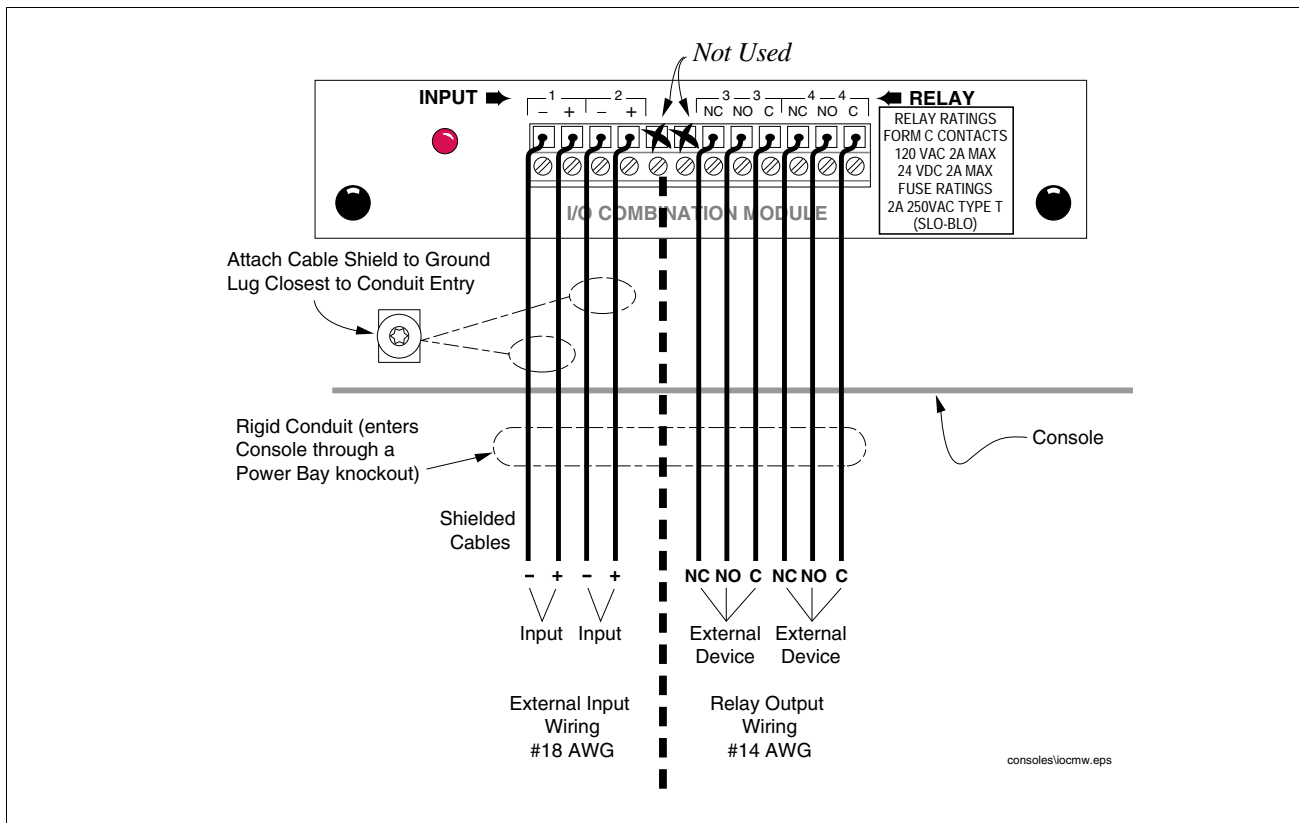 Not Used
INPUT
1 2 3 3 4 4
RELAY
– + – + NC NO C NC NO C
RELAY RATINGS
FORM C CONTACTS
120 VAC 2A MAX
24 VDC 2A MAX
FUSE RATINGS
2A 250VAC TYPE T
(SLO-BLO)
I/O COMBINATION MODULE
Attach Cable Shield to Ground
Lug Closest to Conduit Entry
Rigid Conduit (enters
Console through a
Power Bay knockout)
Console
Shielded
Cables
– + – + NC NO C NC NO C
Input Input
External
Device
External
Device
External Input
Wiring
#18 AWG
Relay Output
Wiring
#14 AWG
consoles\iocmw.eps